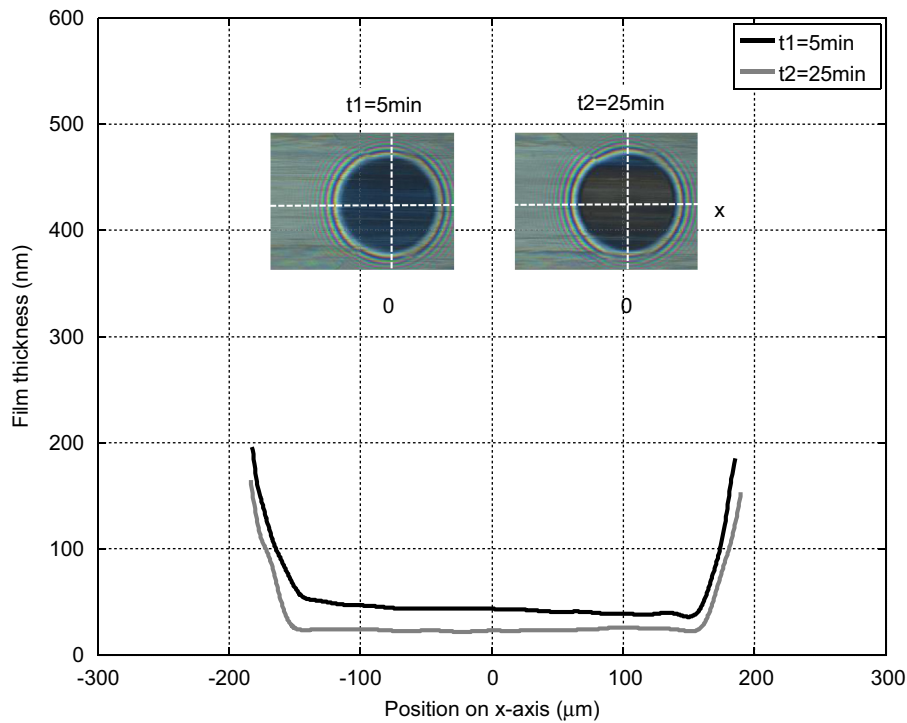 600
500
400
300
200
100
0
Film thickness (nm)
t1=5min
t2=25min
t1=5min
t2=25min
x
0
0
-300
-200
-100
0
100
200
300
Position on x-axis (μm)